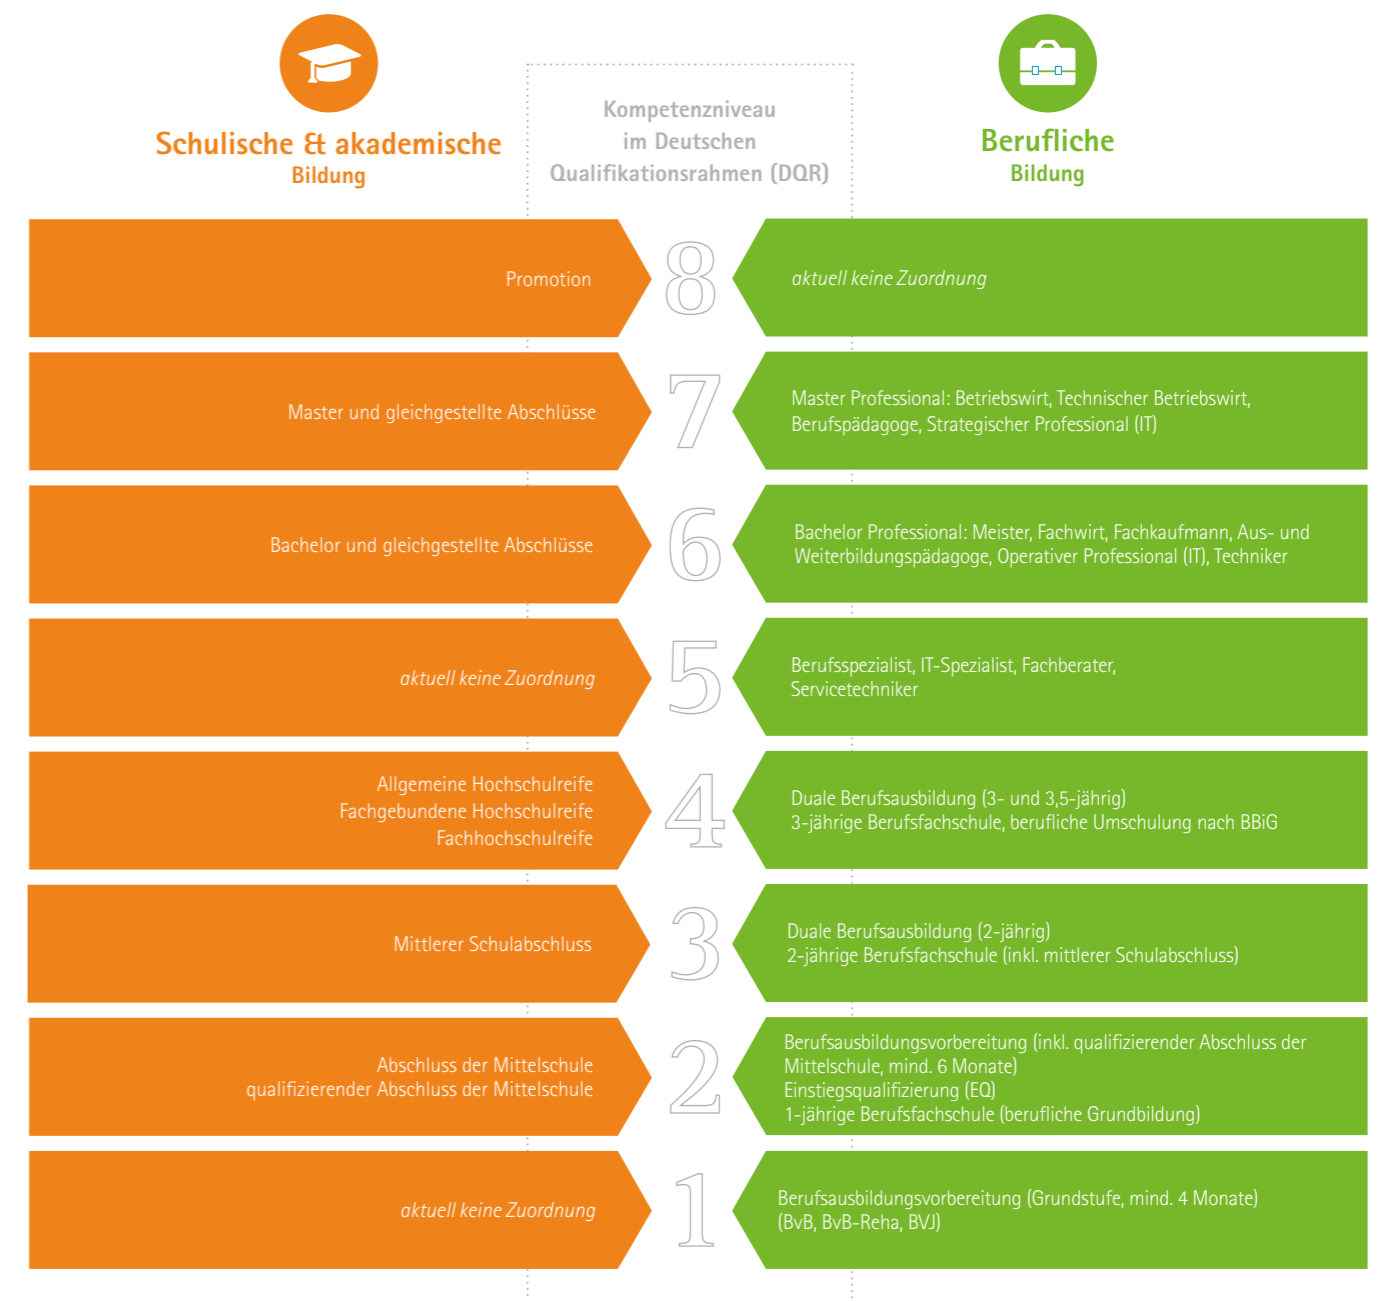 Schulische & akademische
Bildung
Kompetenzniveau
im Deutschen
Qualifikationsrahmen (DQR)
Berufliche
Bildung
Promotion
8
aktuell keine Zuordnung
Master und gleichgestellte Abschlüsse
7
Master Professional: Betriebswirt, Technischer Betriebswirt,
Berufspädagoge, Strategischer Professional (IT)
Bachelor und gleichgestellte Abschlüsse
6
Bachelor Professional: Meister, Fachwirt, Fachkaufmann, Aus- und
Weiterbildungspädagoge, Operativer Professional (IT), Techniker
aktuell keine Zuordnung
5
Berufsspezialist, IT-Spezialist, Fachberater,
Servicetechniker
Allgemeine Hochschulreife
Fachgebundene Hochschulreife
Fachhochschulreife
4
Duale Berufsausbildung (3- und 3,5-jährig)
3-jährige Berufsfachschule, berufliche Umschulung nach BBiG
Mittlerer Schulabschluss
3
Duale Berufsausbildung (2-jährig)
2-jährige Berufsfachschule (inkl. mittlerer Schulabschluss)
Abschluss der Mittelschule
qualifizierender Abschluss der Mittelschule
2
Berufsausbildungsvorbereitung (inkl. qualifizierender Abschluss der
Mittelschule, mind. 6 Monate)
Einstiegsqualifizierung (EQ)
1-jährige Berufsfachschule (berufliche Grundbildung)
aktuell keine Zuordnung
1
Berufsausbildungsvorbereitung (Grundstufe, mind. 4 Monate)
(BvB, BvB-Reha, BVJ)